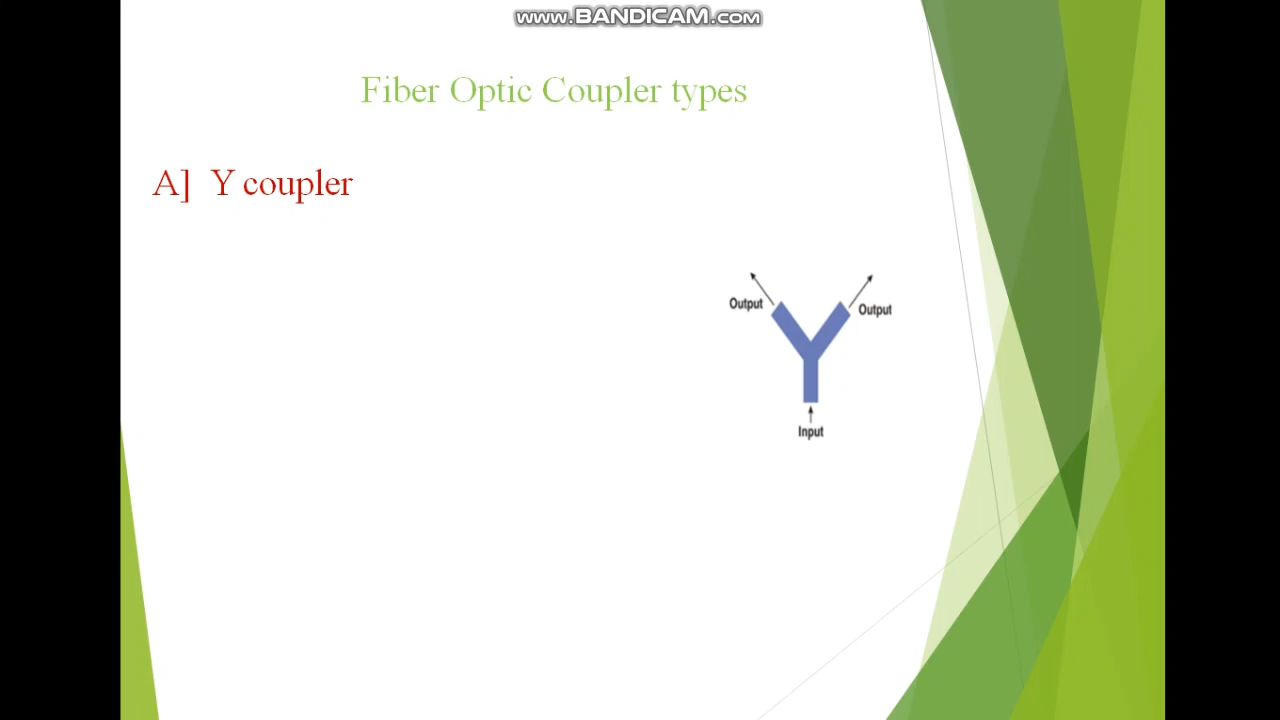 www.BANDICAM.com
Fiber Optic Coupler types
A] Y coupler
Output
Output
Input